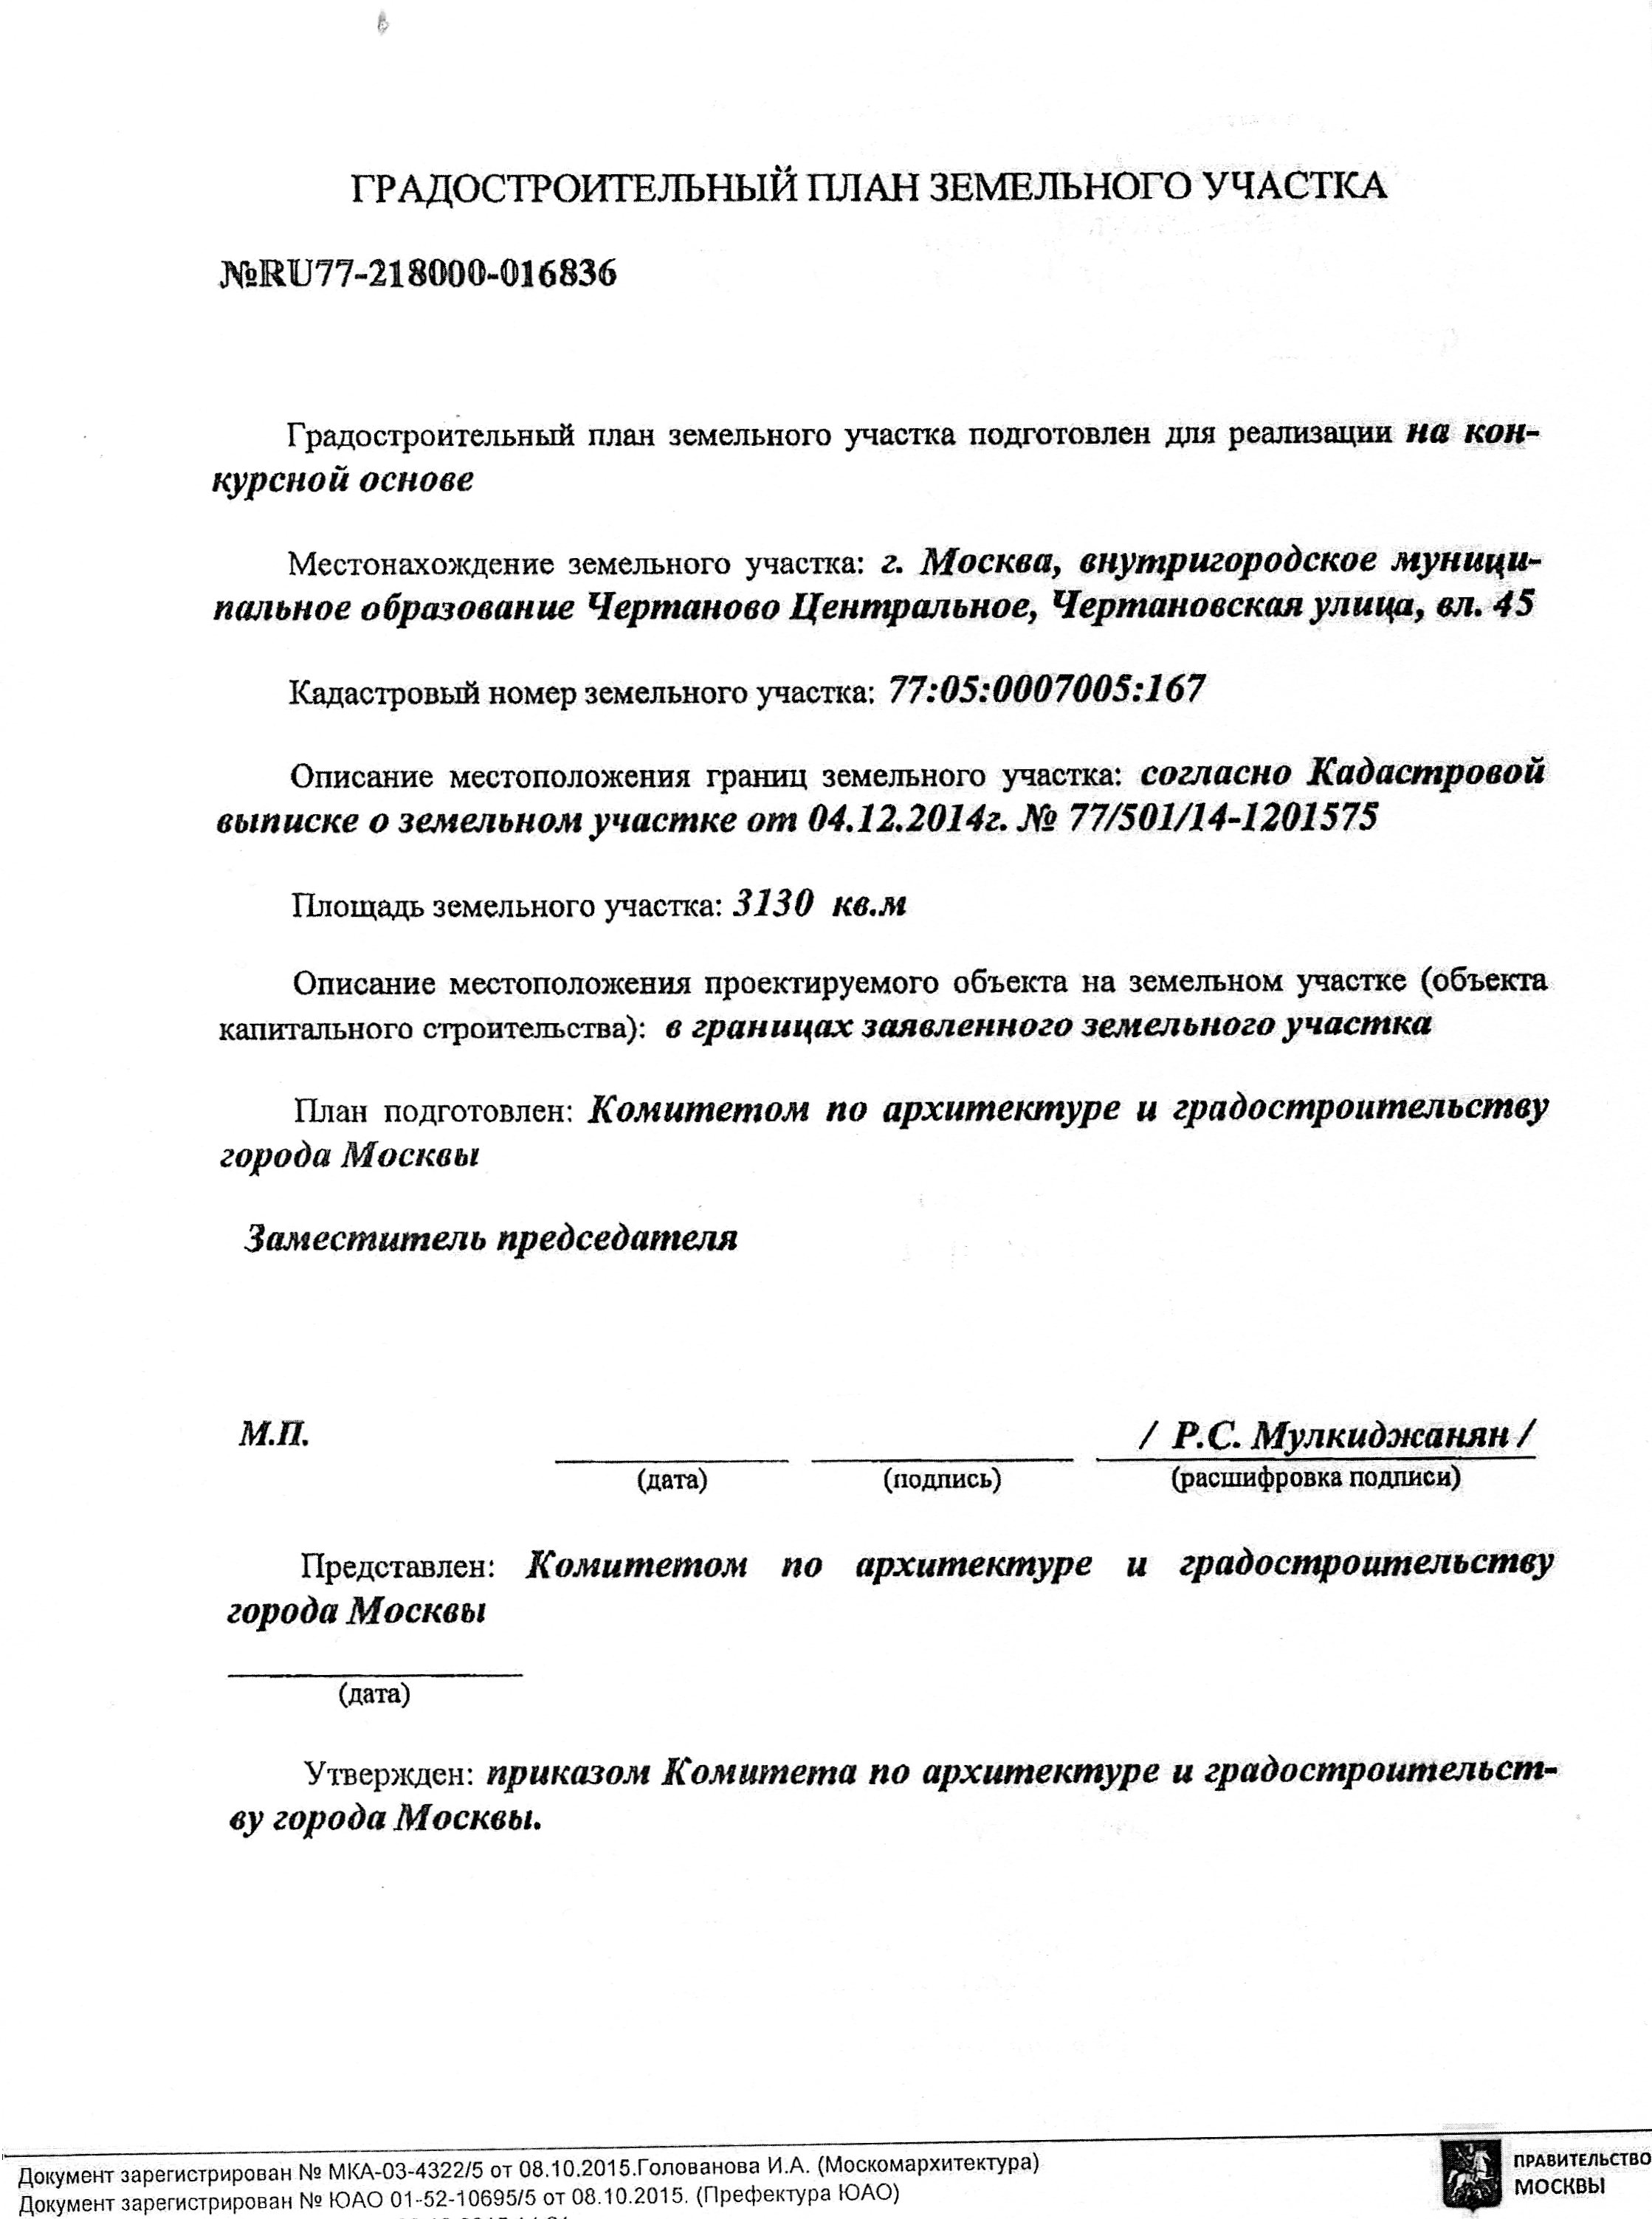 ГРАДОСТРОИТЕЛЬНЫЙ ПЛАН ЗЕМЕЛЬНОГО УЧАСТКА
№RU77-218000-016836
Градостроительный план земельного участка подготовлен для реализации на кон-
курсной основе
Местонахождение земельного участка: г. Москва, внутригородское муници-
пальное образование Чертаново Центральное, Чертановская улица, вл. 45
Кадастровый номер земельного участка: 77:05:0007005:167
Описание местоположения границ земельного участка: согласно Кадастровой
выписке о земельном участке от 04.12.2014г. № 77/501/14-1201575
Площадь земельного участка: 3130 кв.м
Описание местоположения проектируемого объекта на земельном участке (объекта
капитального строительства): в границах заявленного земельного участка
План подготовлен: Комитетом по архитектуре и градостроительству
города Москвы
Заместитель председателя
М.П. / Р.С. Мулкиджанян /
(дата) (подпись) (расшифровка подписи)
Представлен: Комитетом по архитектуре и градостроительству
города Москвы
(дата)
Утвержден: приказом Комитета по архитектуре и градостроительст-
ву города Москвы.
Документ зарегистрирован № МКА-03-4322/5 от 08.10.2015.Голованова И.А. (Москомархитектура)
Документ зарегистрирован № ЮАО 01-52-10695/5 от 08.10.2015. (Префектура ЮАО)
ПРАВИТЕЛЬСТВО
МОСКВЫ